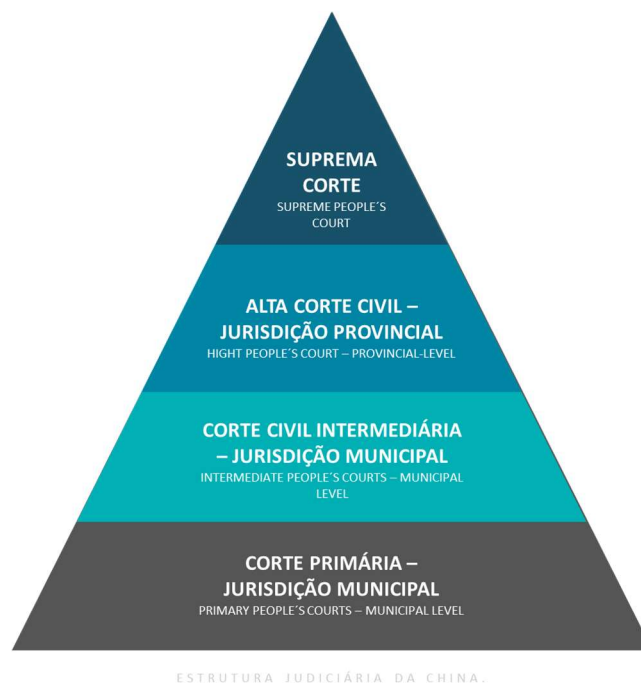 SUPREMA
CORTE
SUPREME PEOPLE´S
COURT
ALTA CORTE CIVIL –
JURISDIÇÃO PROVINCIAL
HIGHT PEOPLE´S COURT – PROVINCIAL-LEVEL
CORTE CIVIL INTERMEDIÁRIA
– JURISDIÇÃO MUNICIPAL
INTERMEDIATE PEOPLE´S COURTS – MUNICIPAL
LEVEL
CORTE PRIMÁRIA –
JURISDIÇÃO MUNICIPAL
PRIMARY PEOPLE´S COURTS – MUNICIPAL LEVEL
ESTRUTURA JUDICIÁRIA DA CHINA.